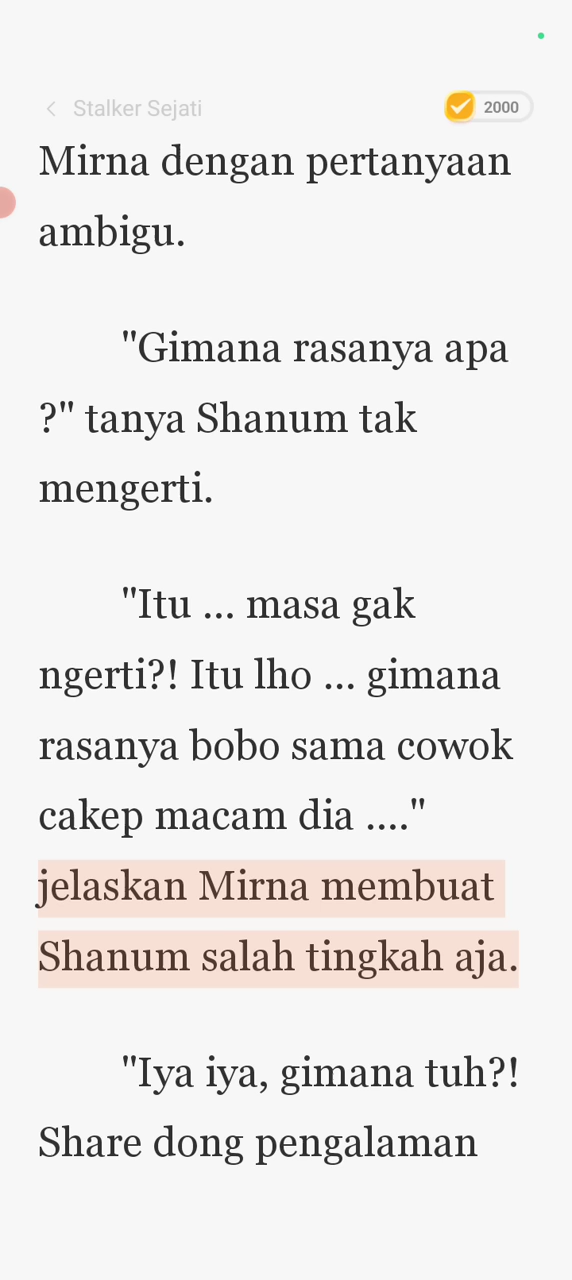 Stalker Sejati
2000
Mirna dengan pertanyaan
ambigu.
"Gimana rasanya apa
?" tanya Shanum tak
mengerti.
"Itu ... masa gak
ngerti?! Itu lho ... gimana
rasanya bobo sama cowok
cakep macam dia ...."
jelaskan Mirna membuat
Shanum salah tingkah aja.
"Iya iya, gimana tuh?!
Share dong pengalaman